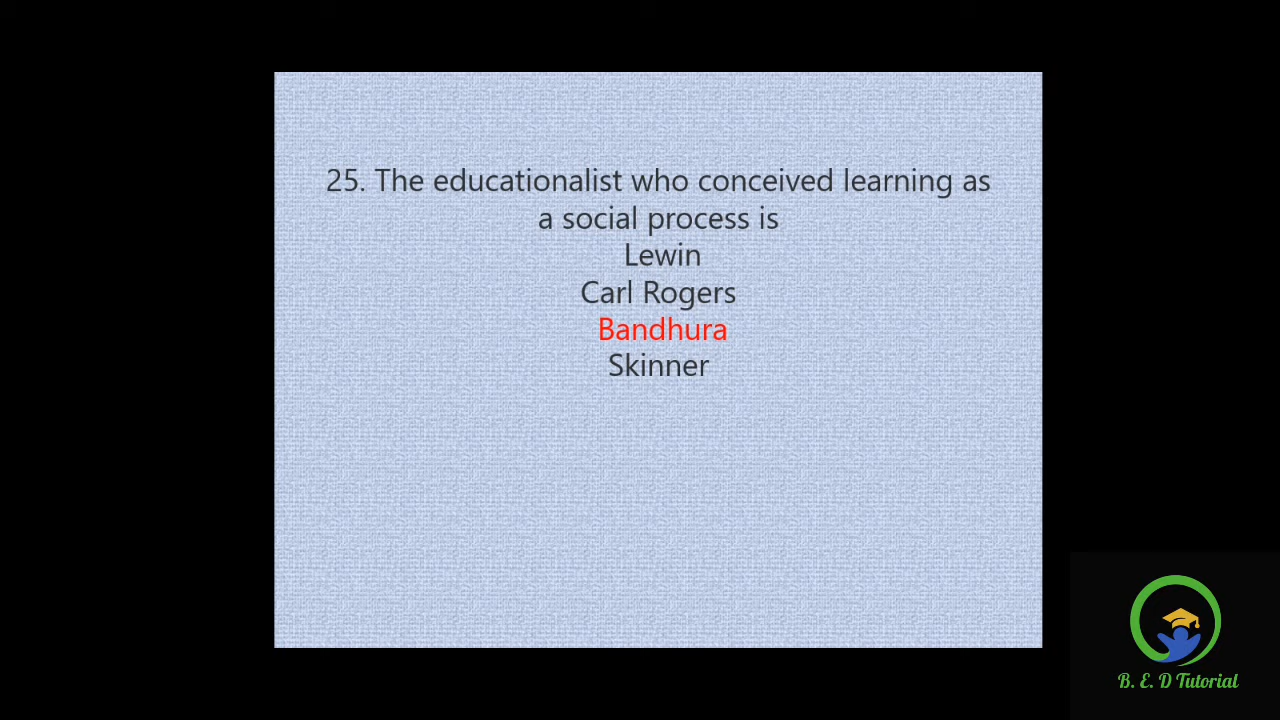 25. The educationalist who conceived learning as
a social process is
Lewin
Carl Rogers
Bandhura
Skinner
B. E. D Tutorial